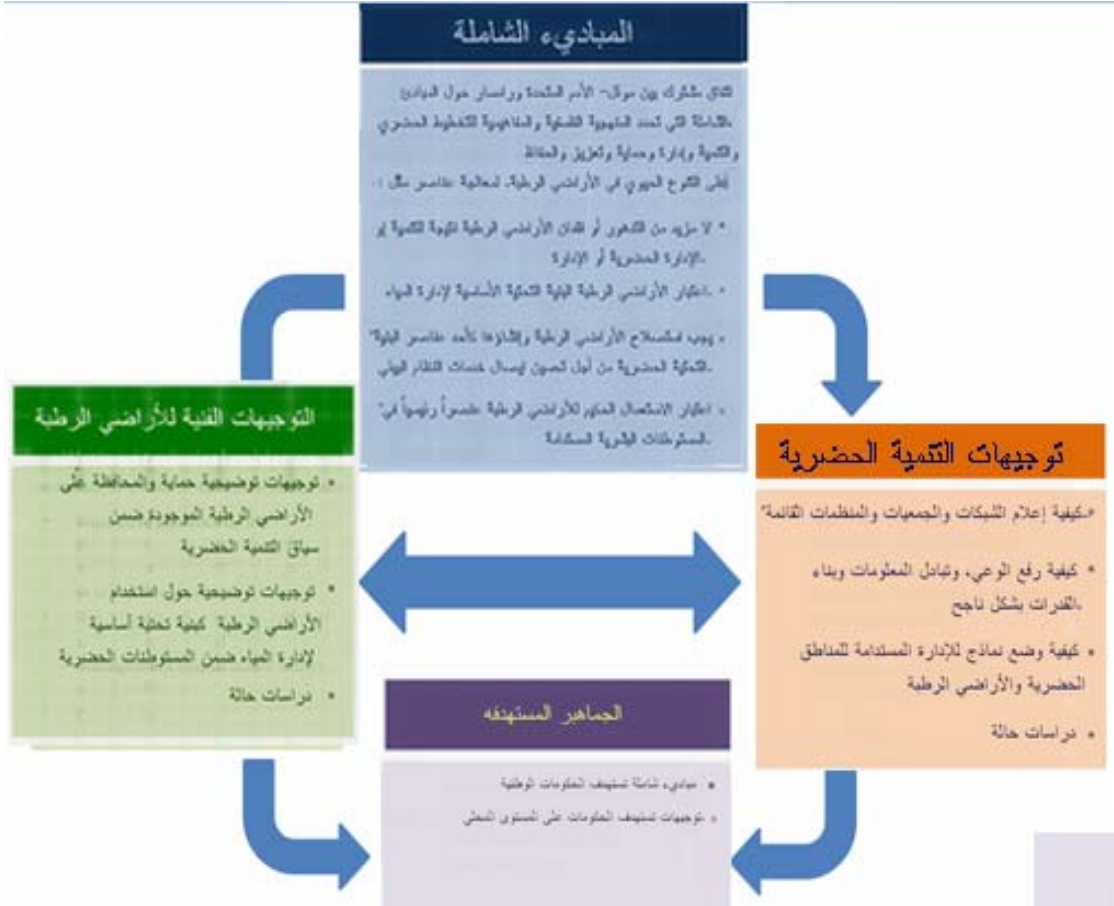 المباديء الشاملة
اتفاق مشترك بين موئل- الأمم المتحدة ورامسار حول المبادئ
الشاملة التي تحدد المنهجية الفلسفية والمفاهيمية للتخطيط الحضري
والتنمية وإدارة وحماية وتعزيز والحفاظ
على التنوع الحيوي في الأراضي الرطبة، لمعالجة عناصر مثل :
* لا مزيد من التدهور أو فقدان الأراضي الرطبة نتيجة للتنمية أو
الإدارة الحضرية أو الإدارة.
• اعتبار الأراضي الرطبة البنية التحتية الأساسية لإدارة المياه.
• يجب استصلاح الأراضي الرطبة وإنشاؤها كأحد عناصر البنية"
التحتية الحضرية من أجل تحسين إيصال خدمات النظام البيئي.
• اعتبار الاستعمال الحكيم للأراضي الرطبة عنصراً رئيسياً في"
المستوطنات البشرية المستدامة.
توجيهات التنمية الحضرية
• كيفية إعلام الشبكات والجمعيات والمنظمات القائمة"
• كيفية رفع الوعي، وتبادل المعلومات وبناء
القدرات بشكل ناجح.
• كيفية وضع نماذج للإدارة المستدامة للمناطق
الحضرية والأراضي الرطبة
• دراسات حالة
التوجيهات الفنية للأراضي الرطبة
• توجيهات توضيحية حماية والمحافظة على
الأراضي الرطبة الموجودة ضمن
سياق التنمية الحضرية
• توجيهات توضيحية حول استخدام
الأراضي الرطبة كبنية تحتية أساسية
لإدارة المياه ضمن المستوطنات الحضرية
• دراسات حالة
الجماهير المستهدفه
• مباديء شاملة تستهدف الحكومات الوطنية
• توجيهات تستهدف الحكومات على المستوى المحلي